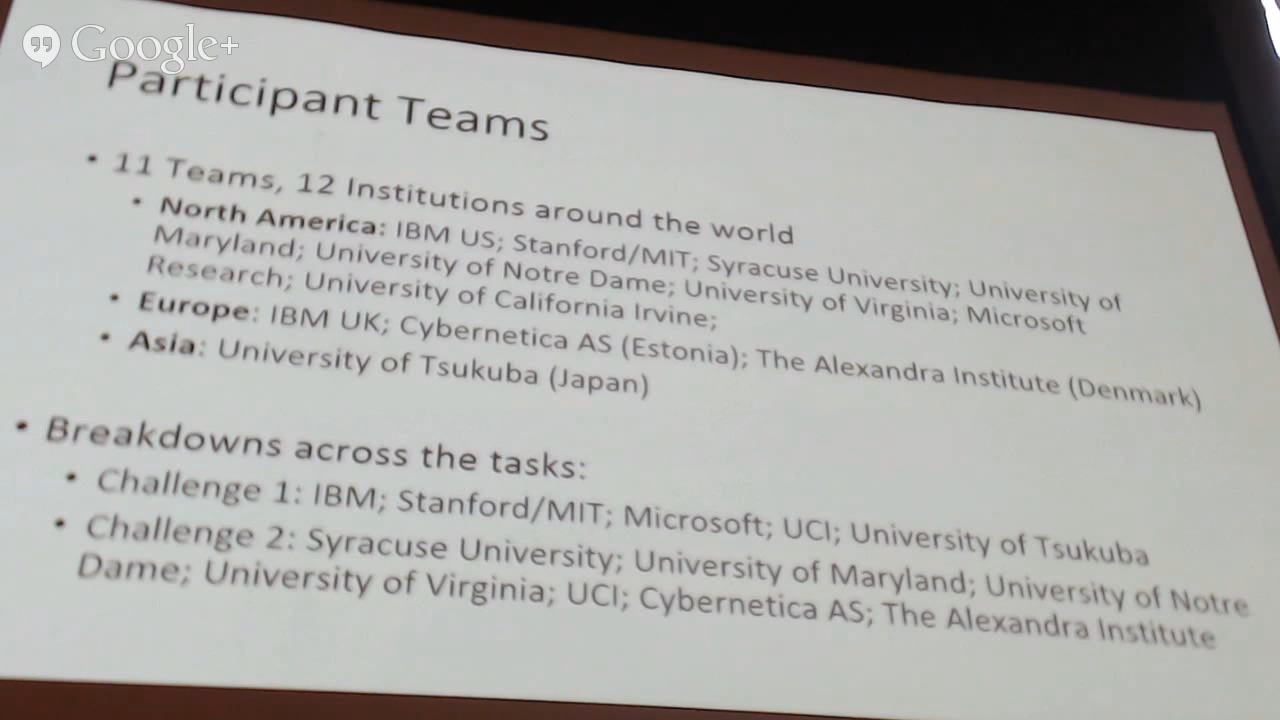 Google+
Participant Teams
• 11 Teams, 12 Institutions around the world
• North America: IBM US; Stanford/MIT; Syracuse University; University of
Maryland; University of Notre Dame; University of Virginia; Microsoft
Research; University of California Irvine;
• Europe: IBM UK; Cybernetica AS (Estonia); The Alexandra Institute (Denmark)
• Asia: University of Tsukuba (Japan)
• Breakdowns across the tasks:
• Challenge 1: IBM; Stanford/MIT; Microsoft; UCI; University of Tsukuba
• Challenge 2: Syracuse University; University of Maryland; University of Notre
Dame; University of Virginia; UCI; Cybernetica AS; The Alexandra Institute